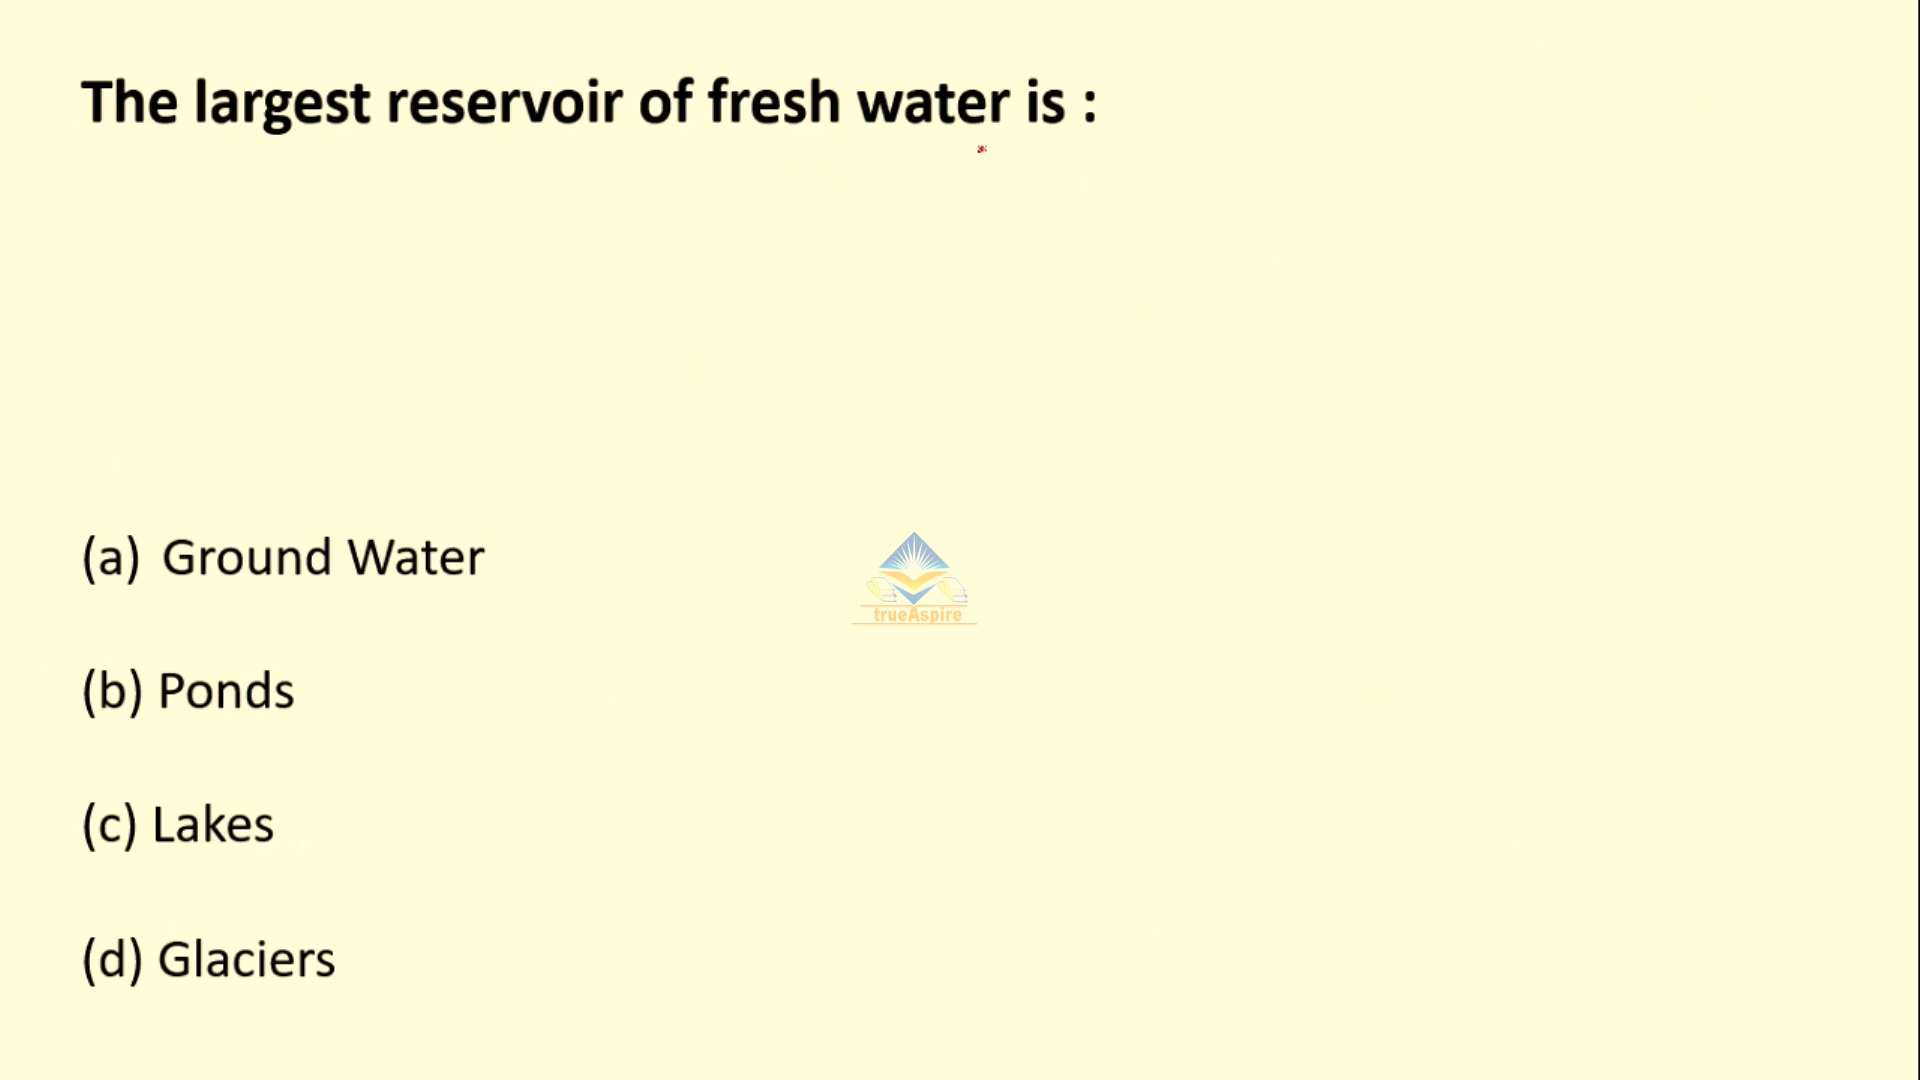 The largest reservoir of fresh water is :
(a) Ground Water
trueAspire
(b) Ponds
(c) Lakes
(d) Glaciers